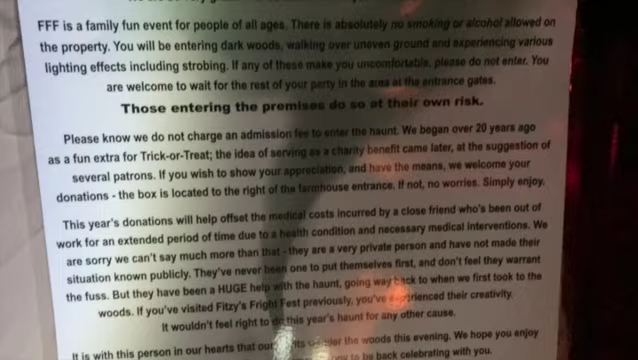 FFF is a family fun event for people of all ages. There is absolutely no smoking or alcohol allowed on
the property. You will be entering dark woods, walking over uneven ground and experiencing various
lighting effects including strobing. If any of these make you uncomfortable, please do not enter. You
are welcome to wait for the rest of your party in the area at the entrance gates.
Those entering the premises do so at their own risk.
Please know we do not charge an admission fee to enter the haunt. We began over 20 years ago
as a fun extra for Trick-or-Treat; the idea of serving as a charity benefit came later, at the suggestion of
several patrons. If you wish to show your appreciation, and have the means, we welcome your
donations - the box is located to the right of the farmhouse entrance. If not, no worries. Simply enjoy.
This year's donations will help offset the medical costs incurred by a close friend who's been out of
work for an extended period of time due to a health condition and necessary medical interventions. We
are sorry we can't say much more than that - they are a very private person and have not made their
situation known publicly. They've never been one to put themselves first, and don't feel they warrant
the fuss. But they have been a HUGE help with the haunt, going way back to when we first took to the
woods. If you've visited Fitzy's Fright Fest previously, you've experienced their creativity.
It wouldn't feel right to do this year's haunt for any other cause.
It is with this person in our hearts that our the woods this evening. We hope you enjoy
to be back celebrating with you.